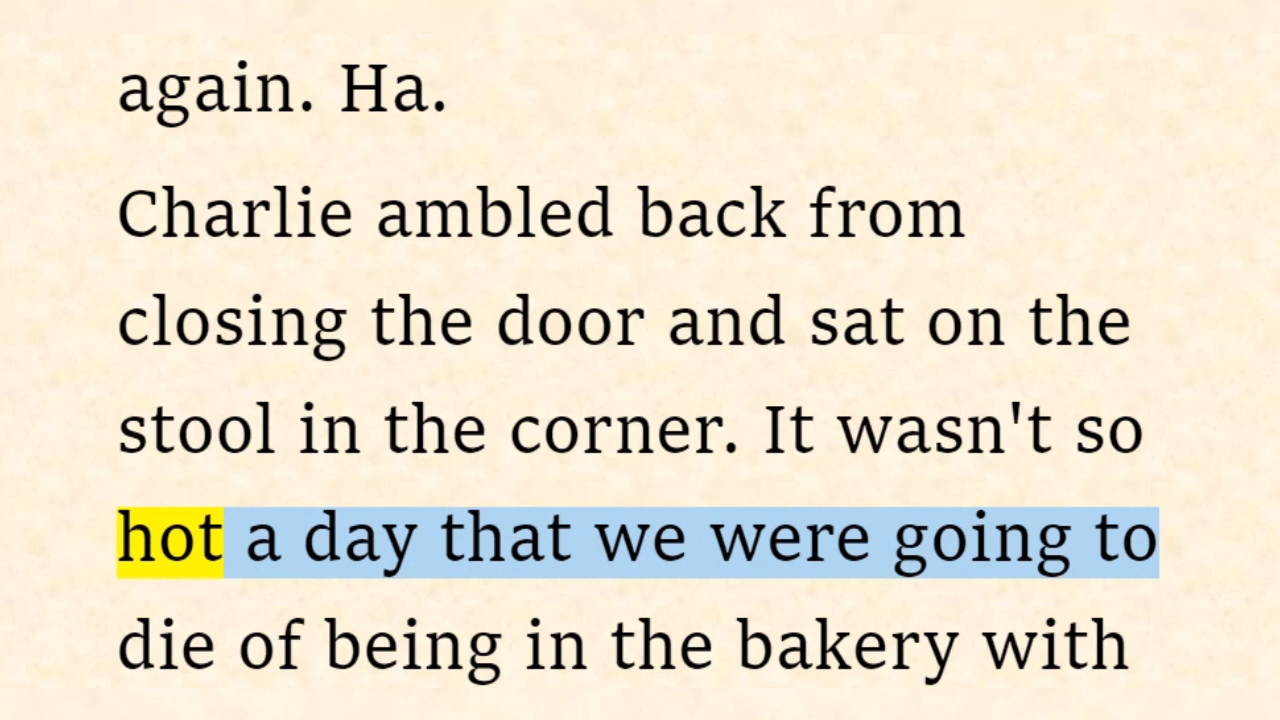 again. Ha.
Charlie ambled back from
closing the door and sat on the
stool in the corner. It wasn't so
hot a day that we were going to
die of being in the bakery with